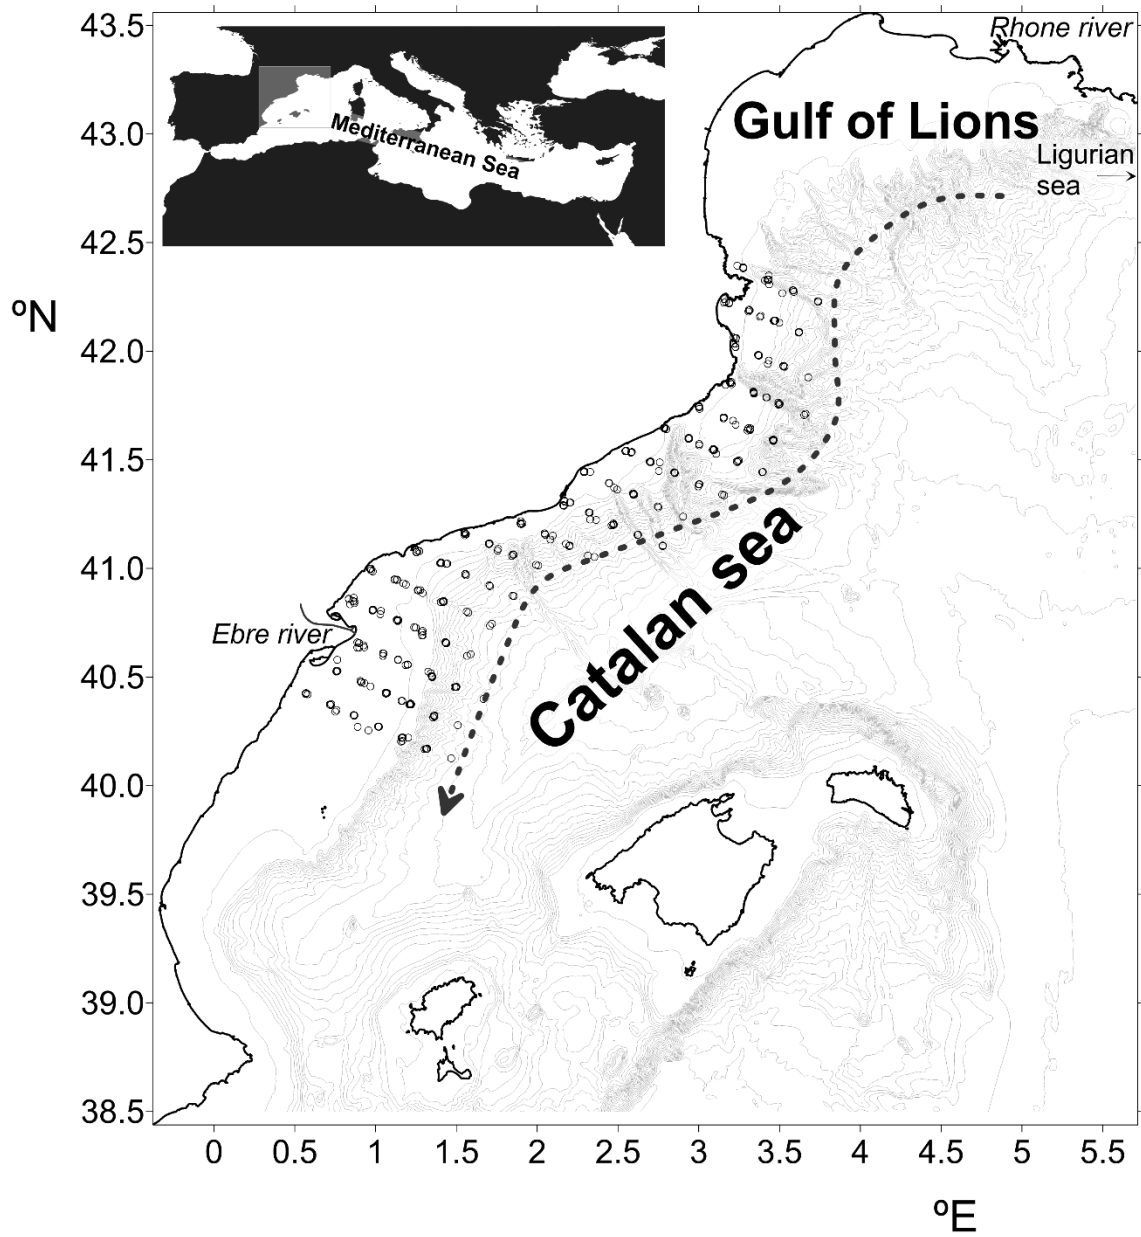 43.5
Rhone river
Mediterranean Sea
Gulf of Lions
43.0
Ligurian
sea
42.5
ºN
42.0
41.5
41.0
Catalan sea
Ebre river
40.5
40.0
39.5
39.0
38.5
0 0.5 1 1.5 2 2.5 3 3.5 4 4.5 5 5.5
ºE